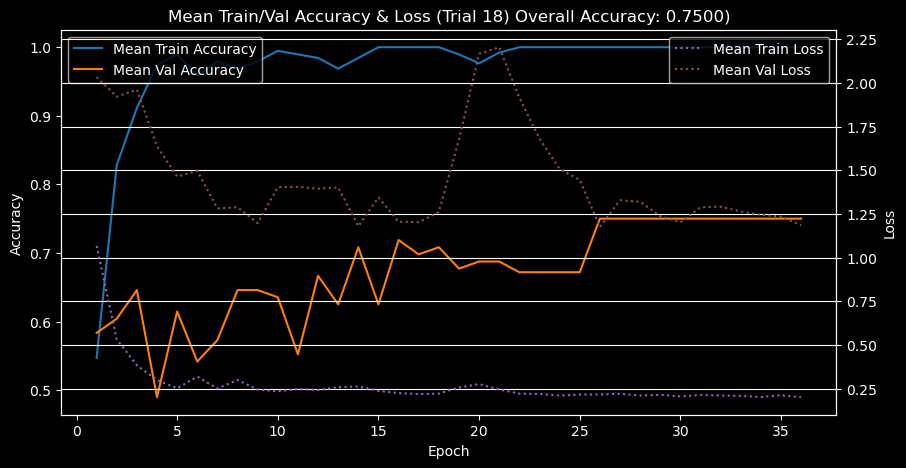 Mean Train/Val Accuracy & Loss (Trial 18) Overall Accuracy: 0.7500)
Mean Train Accuracy
Mean Val Accuracy
Mean Train Loss
Mean Val Loss
1.0
0.9
0.8
0.7
0.6
0.5
Accuracy
2.25
2.00
1.75
1.50
1.25
1.00
0.75
0.50
0.25
Loss
0 5 10 15 20 25 30 35
Epoch